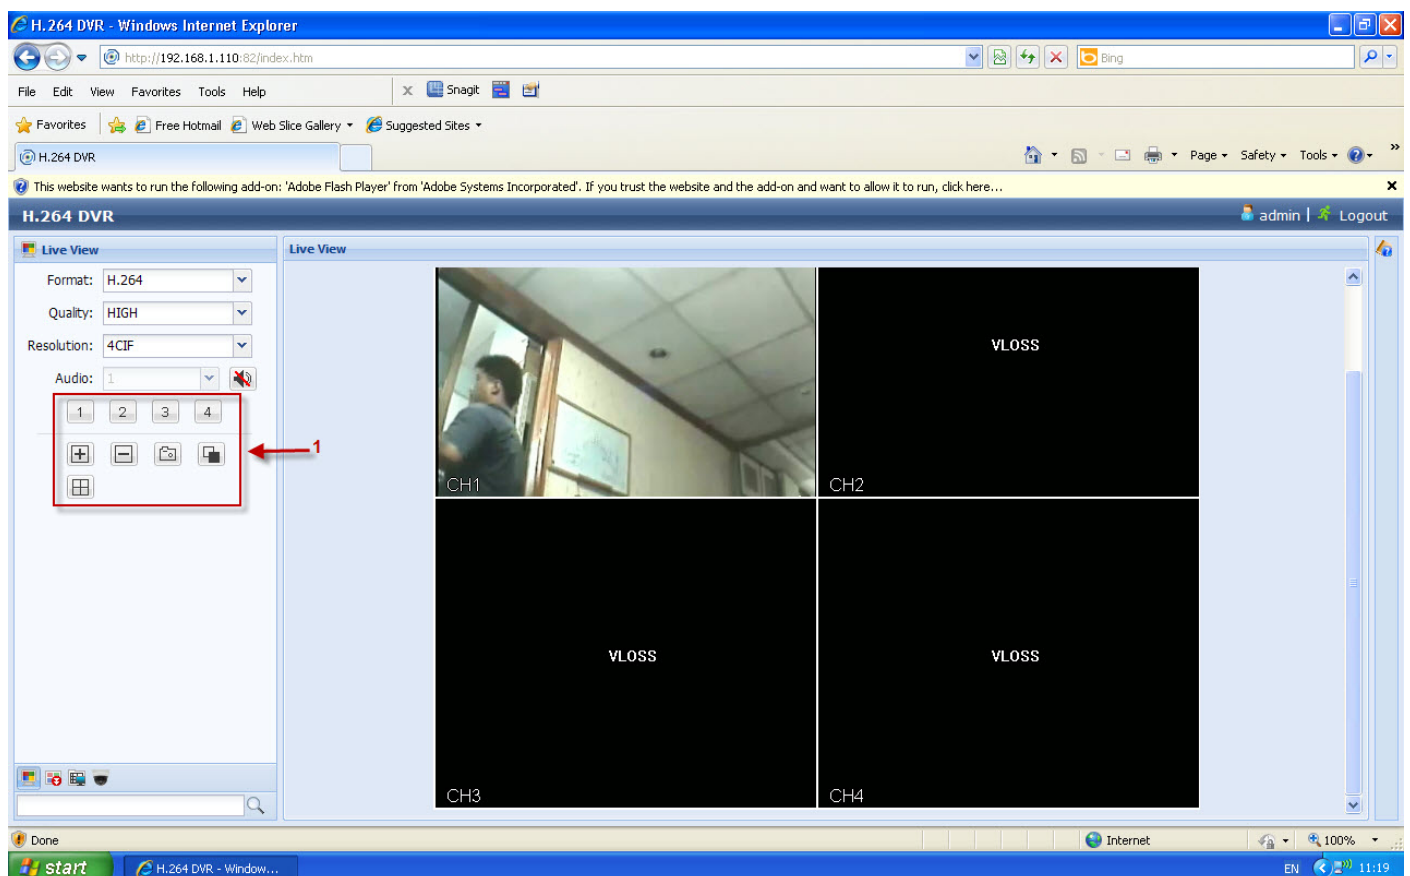 H.264 DVR - Windows Internet Explorer
http://192.168.1.110:82/index.htm
Bing
File Edit View Favorites Tools Help
x Snagit
Favorites Free Hotmail Web Slice Gallery Suggested Sites
H.264 DVR
Page Safety Tools »
This website wants to run the following add-on: 'Adobe Flash Player' from 'Adobe Systems Incorporated'. If you trust the website and the add-on and want to allow it to run, click here...
H.264 DVR
admin | Logout
Live View
Live View
Format: H.264
Quality: HIGH
Resolution: 4CIF
Audio: 1
1 2 3 4
1
CH1
VLOSS
CH2
VLOSS
CH3
VLOSS
CH4
Done
Internet
100%
start
H.264 DVR - Window...
EN
11:19